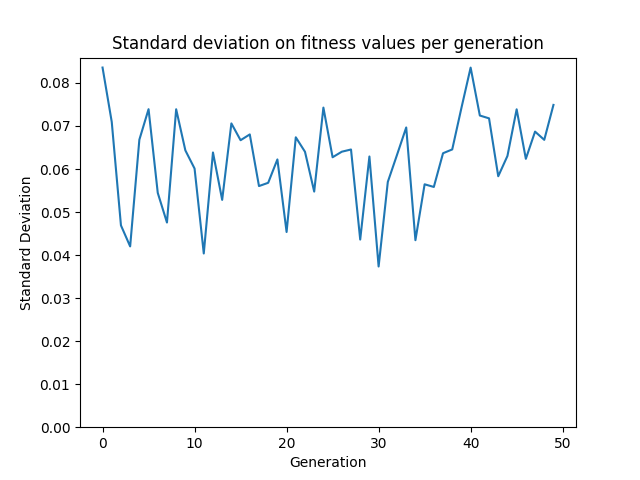 Standard deviation on fitness values per generation
0.08
0.07
0.06
0.05
0.04
0.03
0.02
0.01
0.00
Standard Deviation
0 10 20 30 40 50
Generation